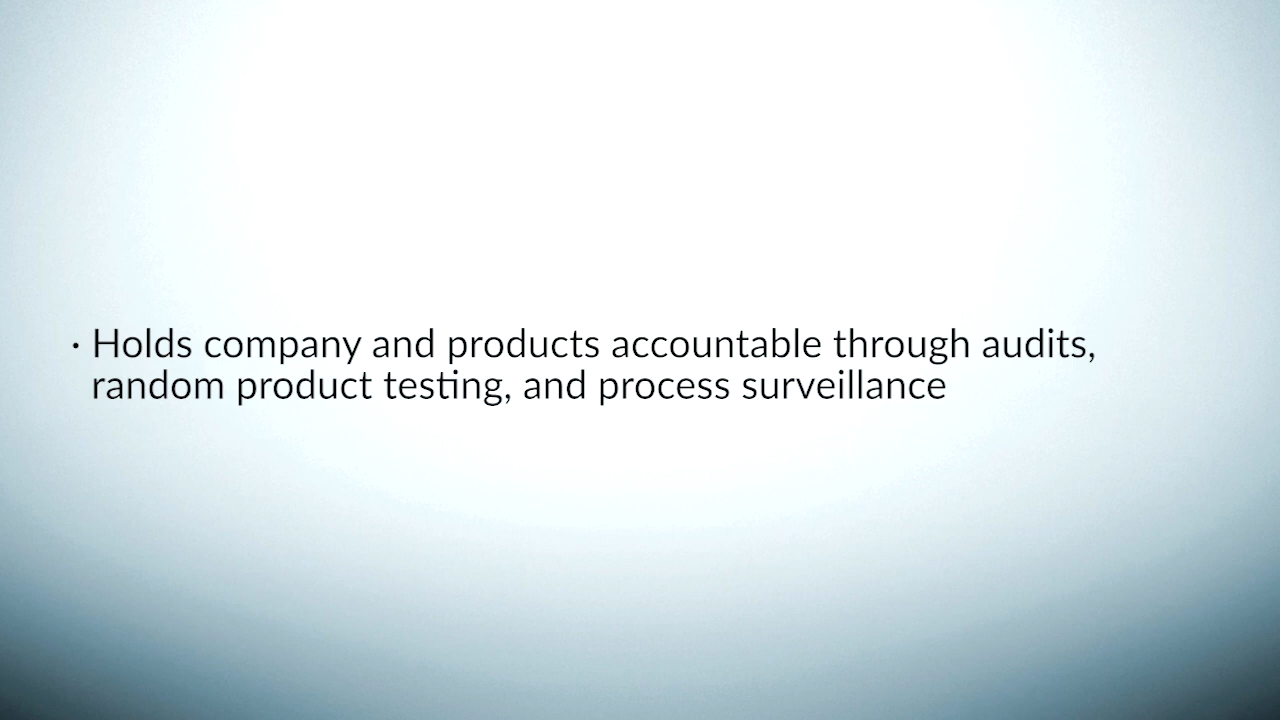 · Holds company and products accountable through audits,
random product testing, and process surveillance